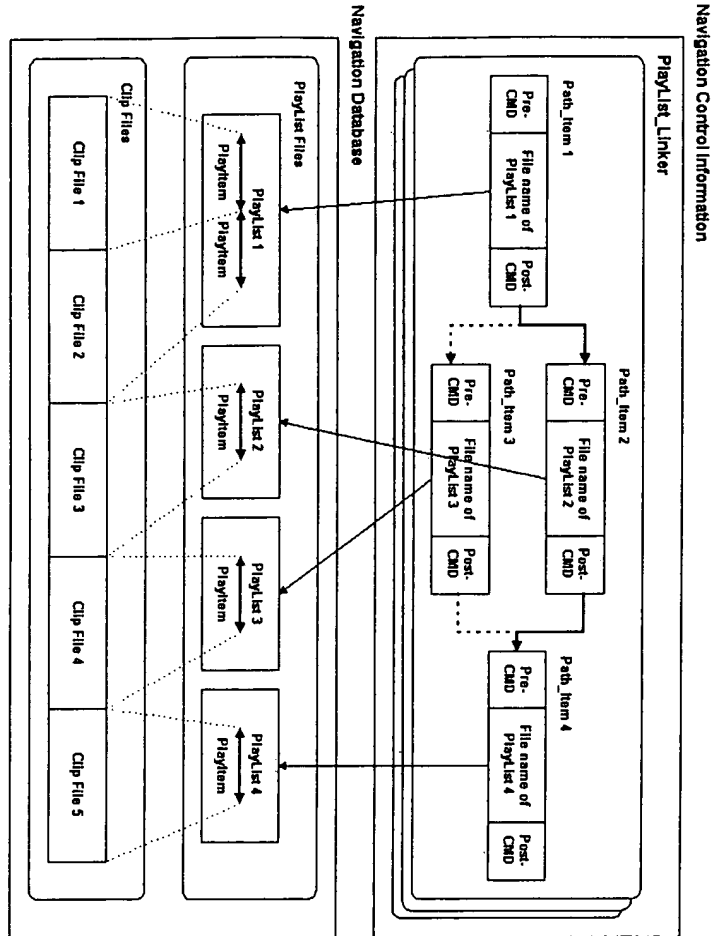 Navigation Control Information
PlayList_Linker
Path_Item 1
Pre-
CMD
File name of
PlayList 1
Post-
CMD
Path_Item 2
Pre-
CMD
File name of
PlayList 2
Post-
CMD
Path_Item 3
Pre-
CMD
File name of
PlayList 3
Post-
CMD
Path_Item 4
Pre-
CMD
File name of
PlayList 4
Post-
CMD
Navigation Database
PlayList Files
PlayList 1
PlayItem
PlayItem
PlayList 2
PlayItem
PlayList 3
PlayItem
PlayList 4
PlayItem
Clip Files
Clip File 1
Clip File 2
Clip File 3
Clip File 4
Clip File 5